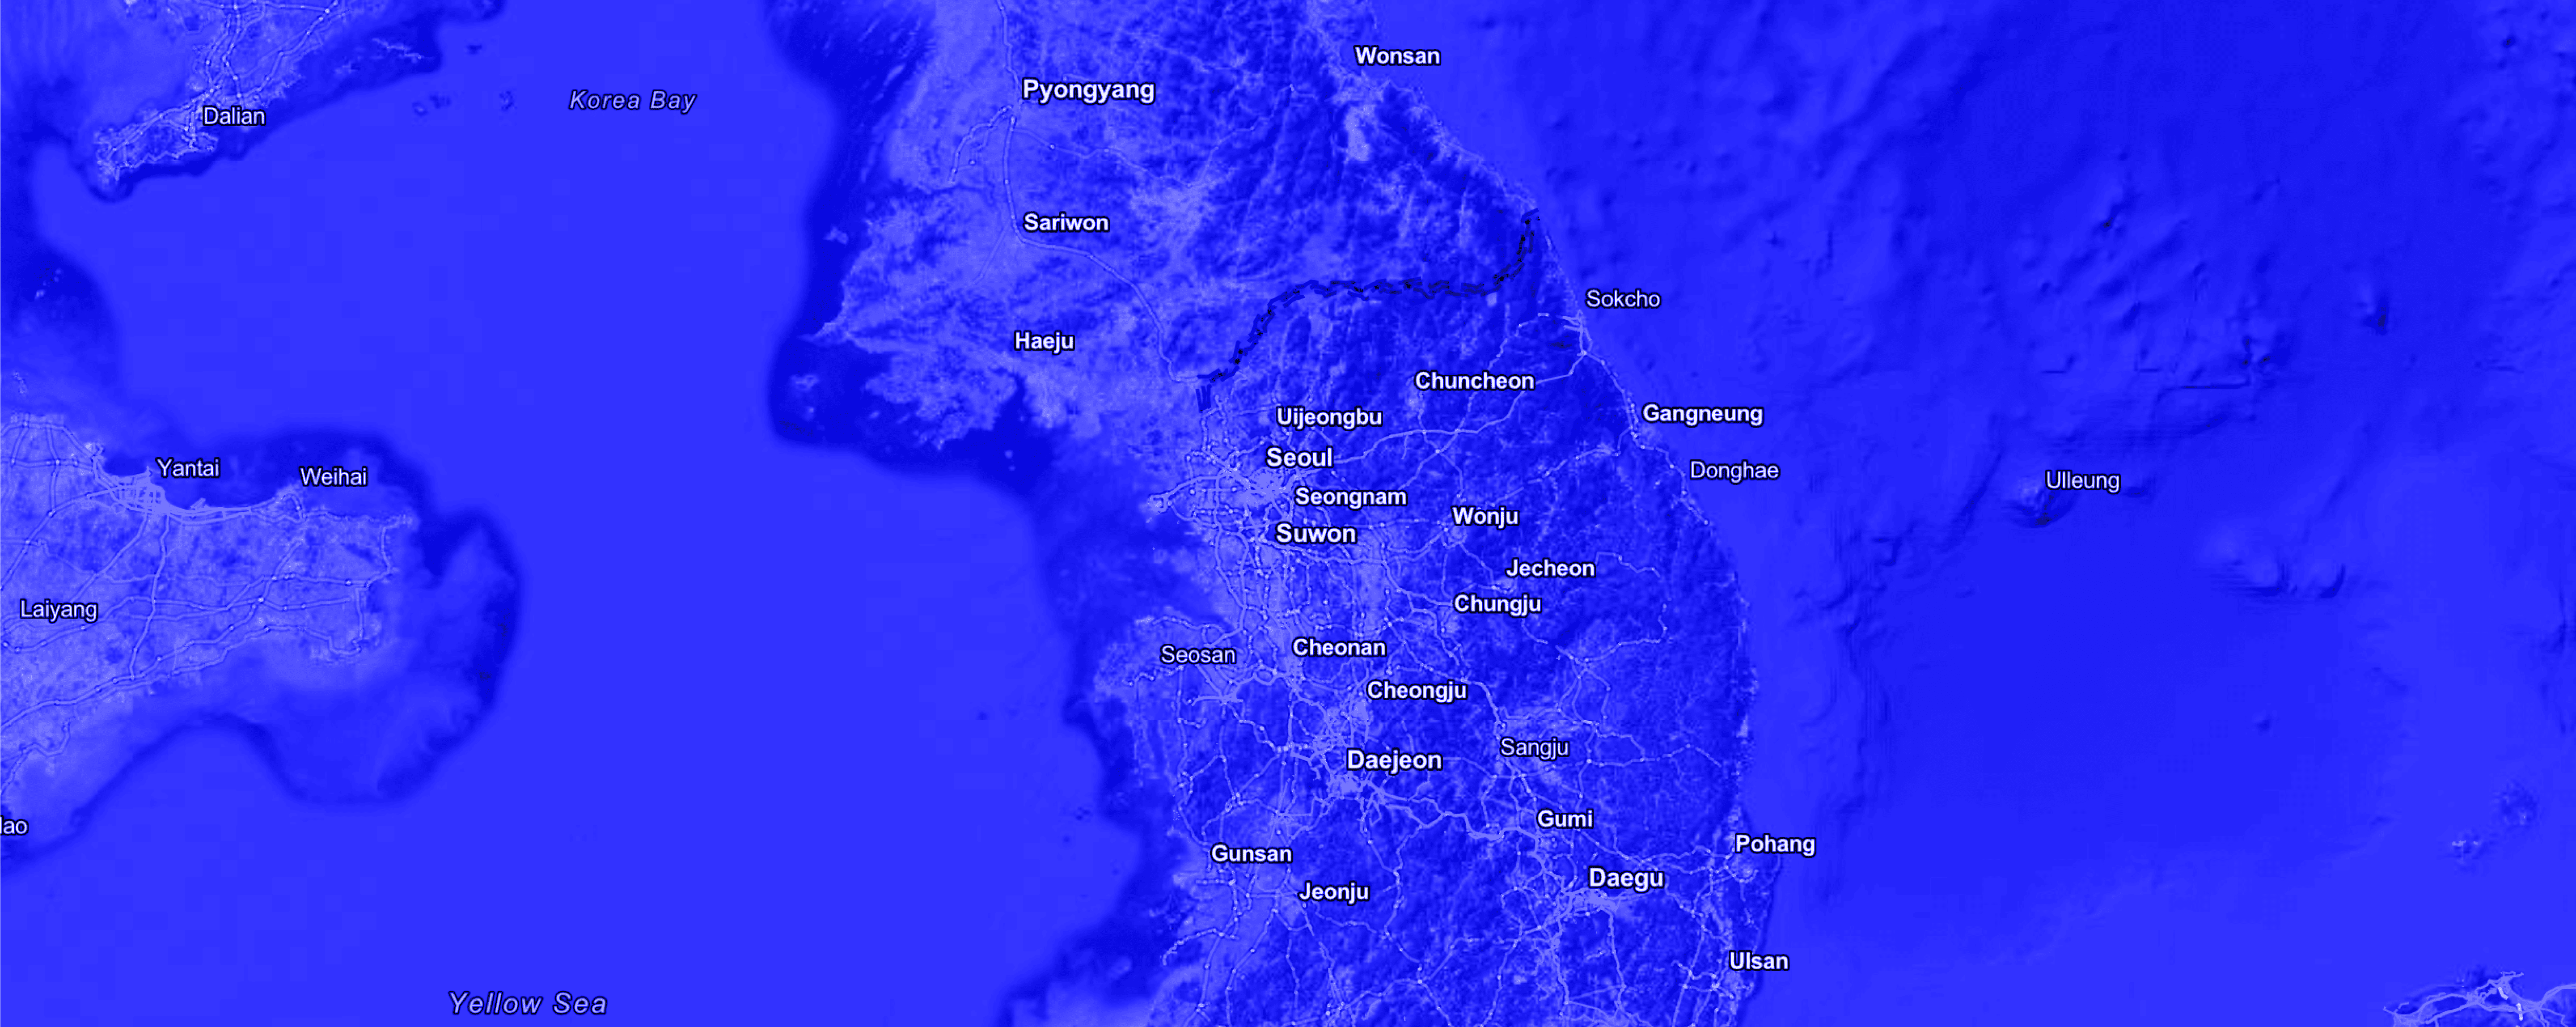 Wonsan
Pyongyang
Korea Bay
Dalian
Sariwon
Sokcho
Haeju
Chuncheon
Gangneung
Uijeongbu
Seoul
Yantai
Donghae
Weihai
Ulleung
Seongnam
Wonju
Suwon
Jecheon
Chungju
Laiyang
Cheonan
Seosan
Cheongju
Sangju
Daejeon
Gumi
lao
Pohang
Gunsan
Daegu
Jeonju
Ulsan
Yellow Sea